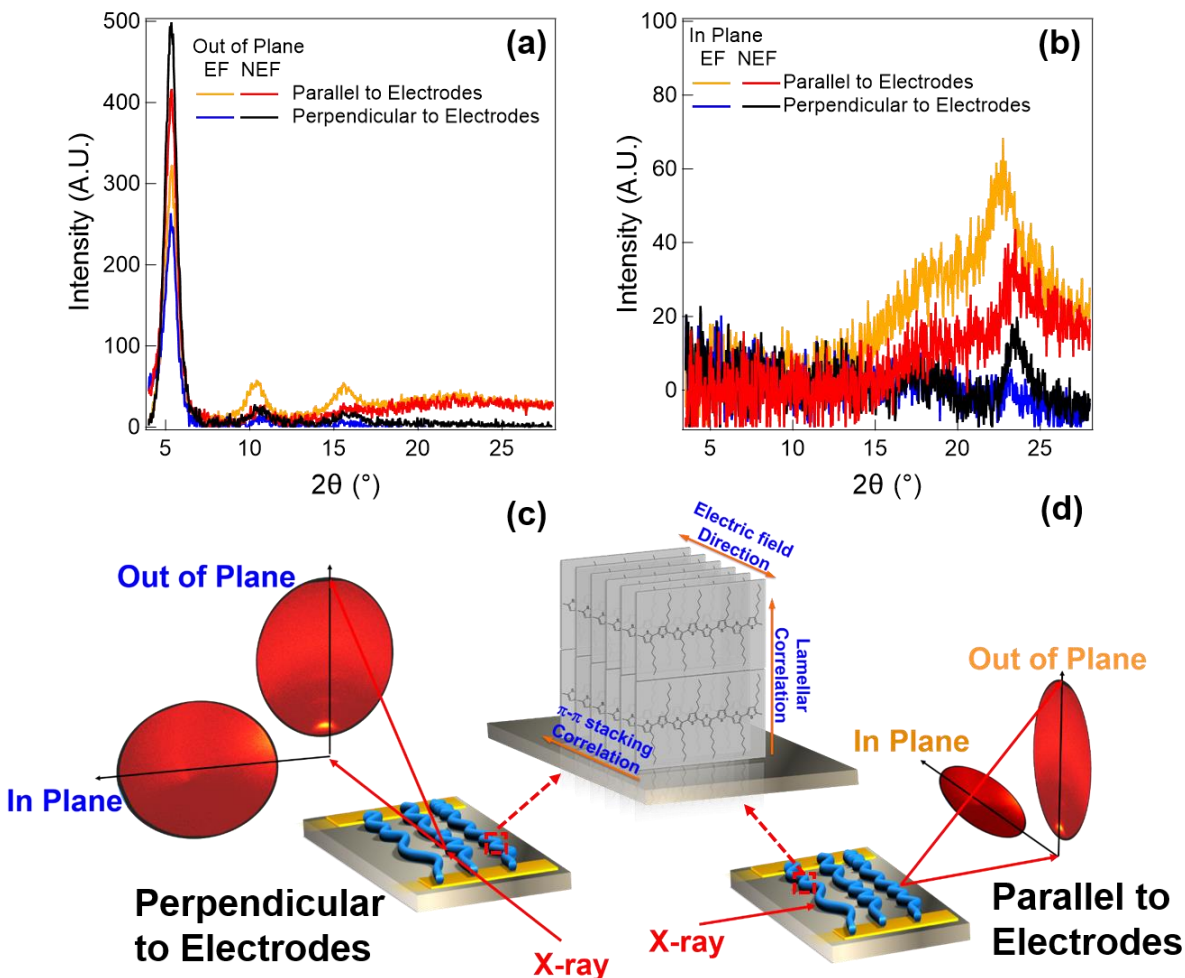 (a)
Out of Plane
EF NEF
Parallel to Electrodes
Perpendicular to Electrodes
Intensity (A.U.)
500
400
300
200
100
0
5 10 15 20 25
2θ (°)
(b)
In Plane
EF NEF
Parallel to Electrodes
Perpendicular to Electrodes
Intensity (A.U.)
100
80
60
40
20
0
5 10 15 20 25
2θ (°)
(c)
Out of Plane
In Plane
Perpendicular
to Electrodes
X-ray
Electric field
Direction
Lamellar
Correlation
π-π stacking
Correlation
(d)
Out of Plane
In Plane
X-ray
Parallel to
Electrodes